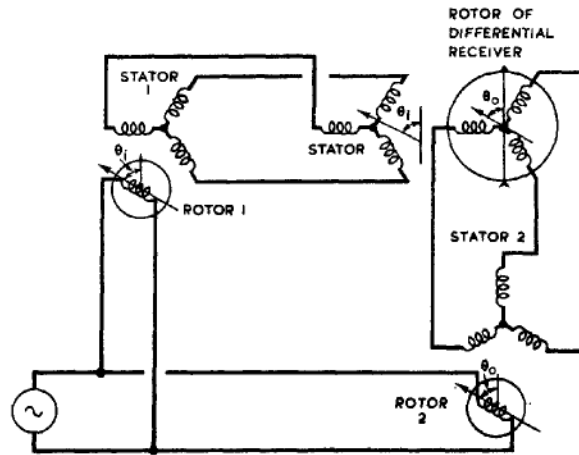 ROTOR OF
DIFFERENTIAL
RECEIVER
STATOR
1
θi
STATOR
θo
θi
ROTOR 1
STATOR 2
θo
ROTOR
2